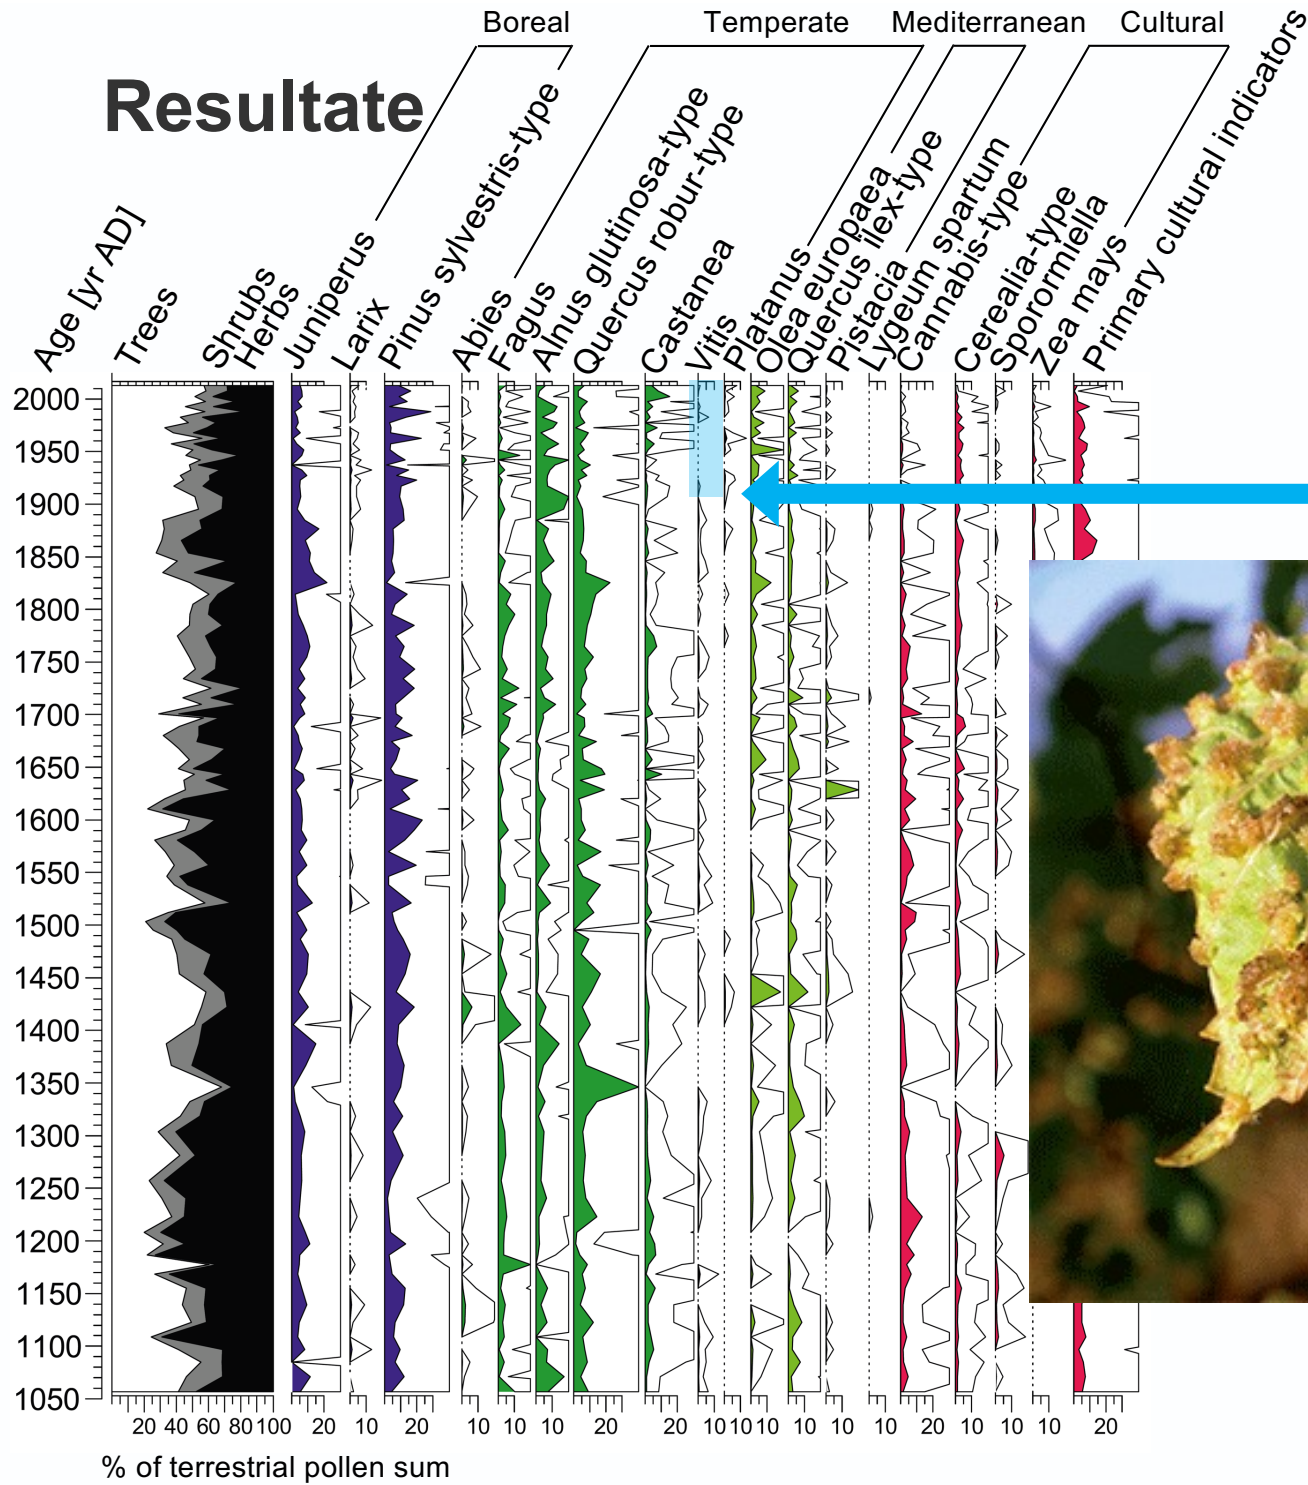 Boreal Temperate Mediterranean Cultural
Resultate
Age [yr AD]
Trees
Shrubs
Herbs
Juniperus
Larix
Pinus sylvestris-type
Abies
Fagus
Alnus glutinosa-type
Quercus robur-type
Castanea
Vitis
Platanus
Olea europaea
Quercus ilex-type
Pistacia
Lygeum spartum
Cannabis-type
Cerealia-type
Sporormiella
Zea mays
Primary cultural indicators
2000
1950
1900
1850
1800
1750
1700
1650
1600
1550
1500
1450
1400
1350
1300
1250
1200
1150
1100
1050
20 40 60 80 100 20 10 20 10 10 10 20 20 10 10 10 10 10 10 20 10 10 10 20
% of terrestrial pollen sum